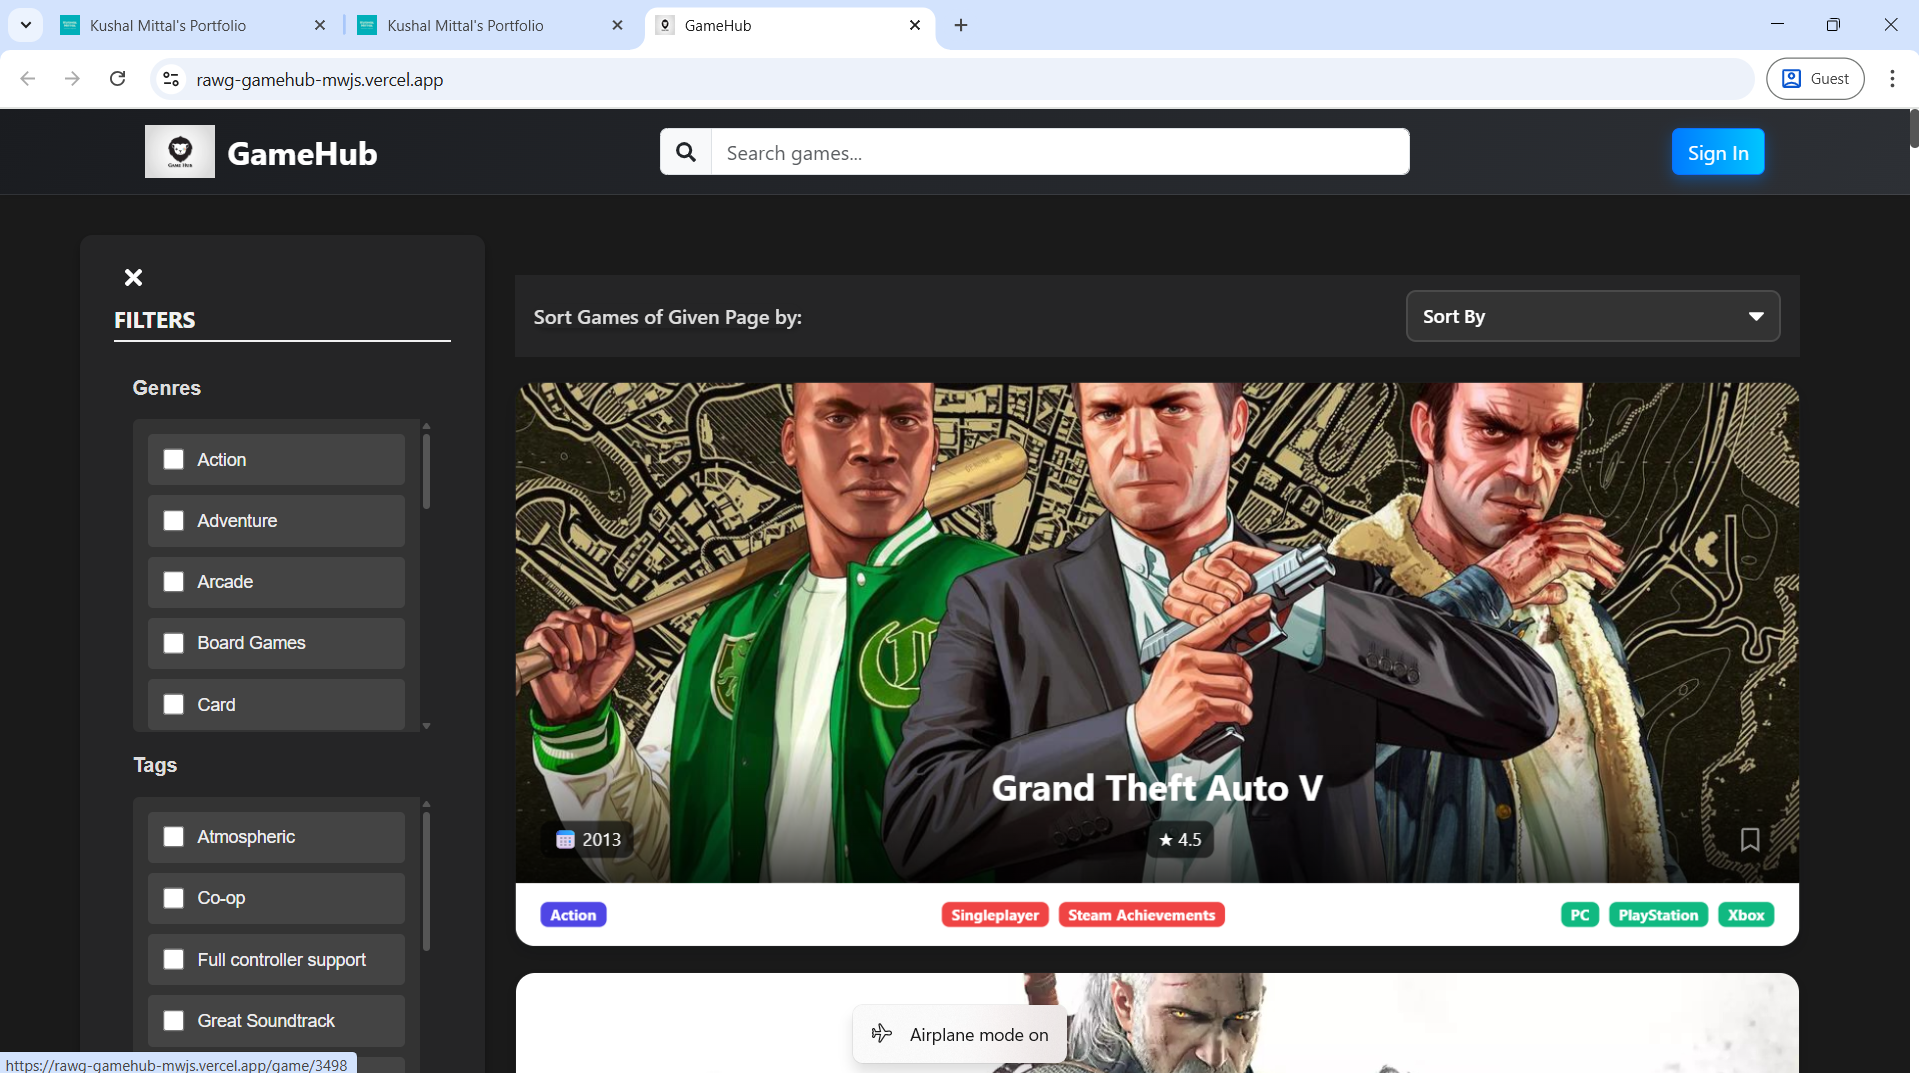 Kushal Mittal's Portfolio
Kushal Mittal's Portfolio
GameHub
rawg-gamehub-mwjs.vercel.app
Guest
GAME HUB
GameHub
Search games...
Sign In
FILTERS
Sort Games of Given Page by:
Sort By
Genres
Action
Adventure
Arcade
Board Games
Card
Tags
Atmospheric
Co-op
Full controller support
Great Soundtrack
Grand Theft Auto V
2013
★ 4.5
Action
Singleplayer
Steam Achievements
PC
PlayStation
Xbox
Airplane mode on
https://rawg-gamehub-mwjs.vercel.app/game/3498